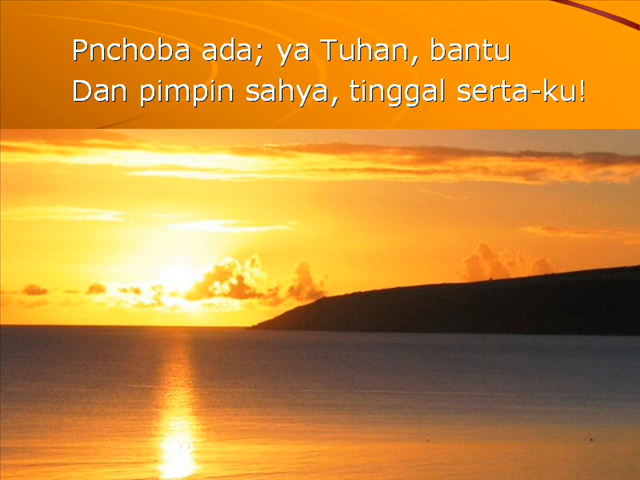 Pnchoba ada; ya Tuhan, bantu
Dan pimpin sahya, tinggal serta-ku!